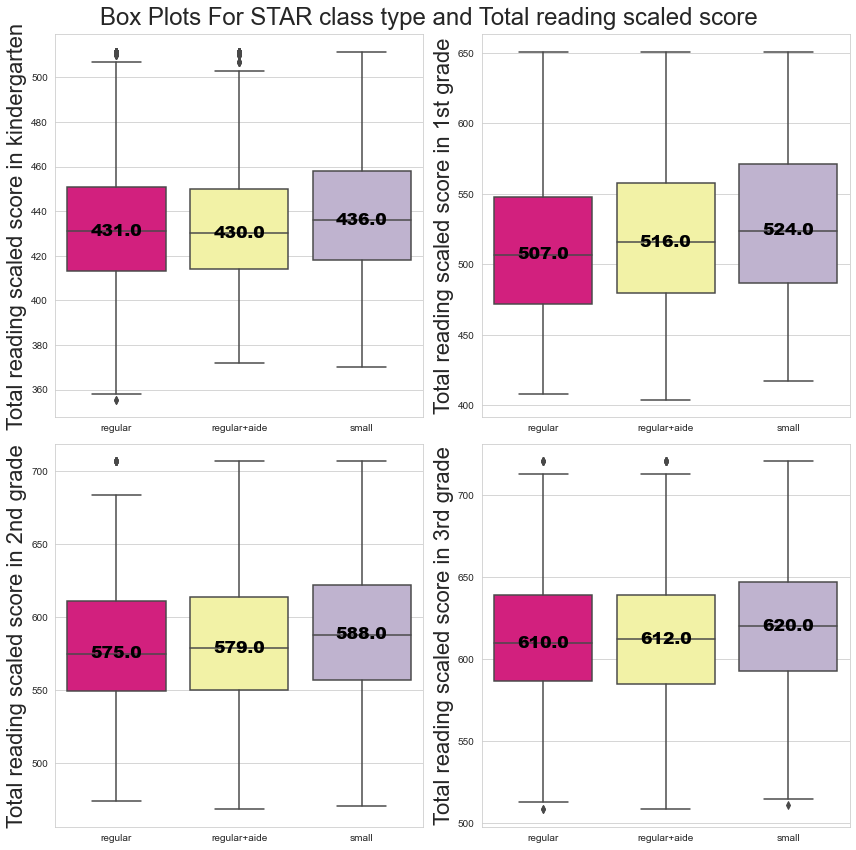 Box Plots For STAR class type and Total reading scaled score
Total reading scaled score in kindergarten
500
480
460
440
420
400
380
360
431.0
430.0
436.0
regular
regular+aide
small
Total reading scaled score in 1st grade
650
600
550
500
450
400
507.0
516.0
524.0
regular
regular+aide
small
Total reading scaled score in 2nd grade
700
650
600
550
500
575.0
579.0
588.0
regular
regular+aide
small
Total reading scaled score in 3rd grade
700
650
600
550
500
610.0
612.0
620.0
regular
regular+aide
small